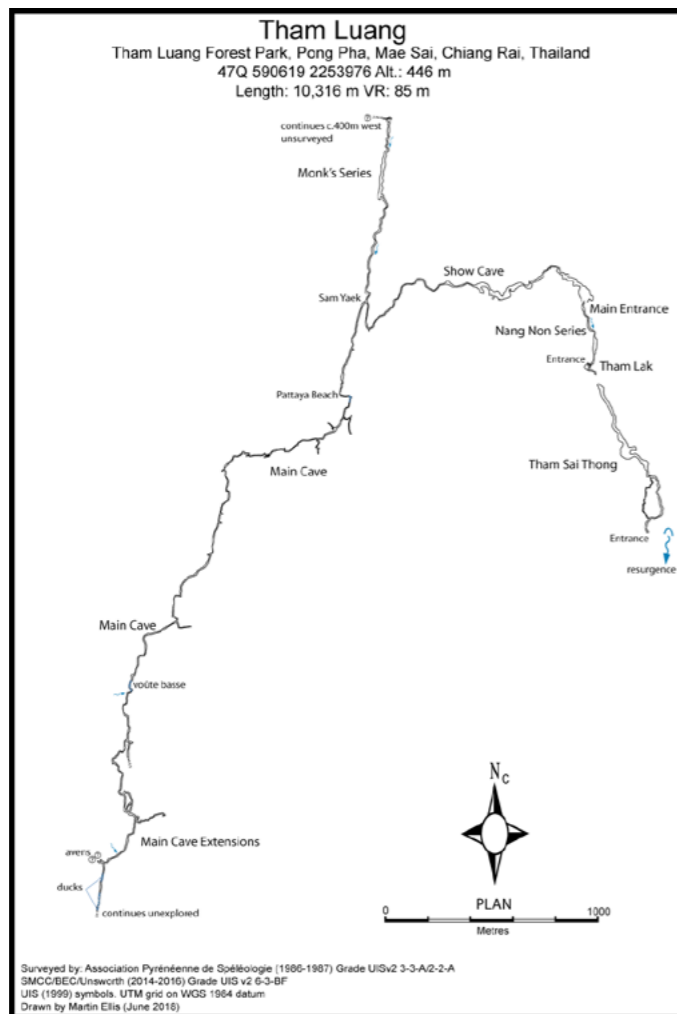 Tham Luang
Tham Luang Forest Park, Pong Pha, Mae Sai, Chiang Rai, Thailand
47Q 590619 2253976 Alt.: 446 m
Length: 10,316 m VR: 85 m
continues c.400m west
unsurveyed
Monk's Series
Show Cave
Sam Yaek
Main Entrance
Nang Non Series
Entrance
Tham Lak
Pattaya Beach
Main Cave
Tham Sai Thong
Entrance
resurgence
Main Cave
voûte basse
Nc
Main Cave Extensions
avens
ducks
continues unexplored
PLAN
0 1000
Metres
Surveyed by: Association Pyrénéenne de Spéléologie (1986-1987) Grade UISv2 3-3-A/2-2-A
SMCC/BEC/Unsworth (2014-2016) Grade UIS v2 6-3-BF
UIS (1999) symbols. UTM grid on WGS 1984 datum
Drawn by Martin Ellis (June 2018)